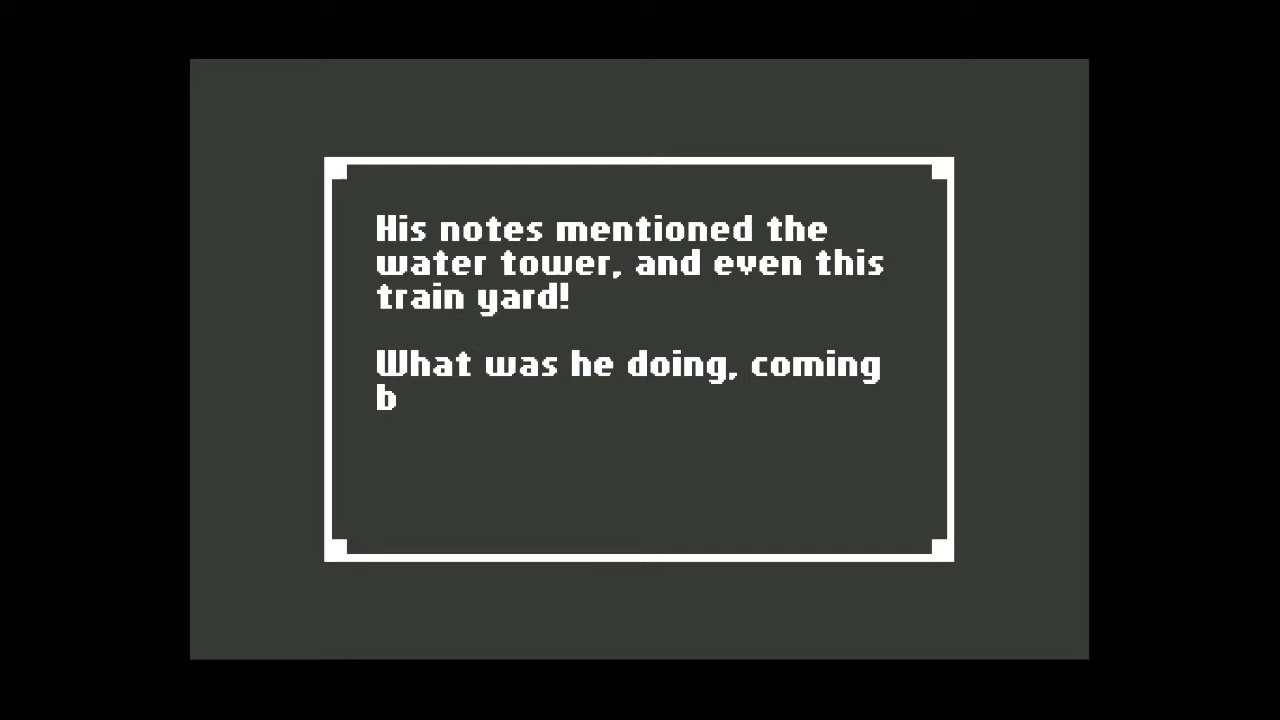 His notes mentioned the
water tower, and even this
train yard!
What was he doing, coming
b